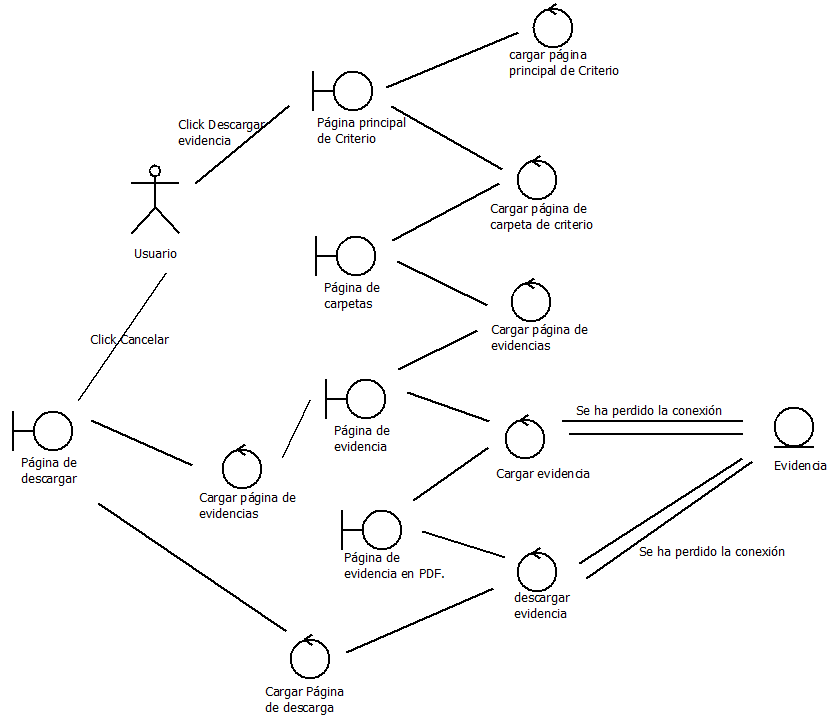 cargar página
principal de Criterio
Click Descargar
evidencia
Página principal
de Criterio
Cargar página de
carpeta de criterio
Usuario
Página de
carpetas
Cargar página de
evidencias
Click Cancelar
Página de
evidencia
Se ha perdido la conexión
Evidencia
Página de
descargar
Cargar página de
evidencias
Cargar evidencia
Página de
evidencia en PDF.
Se ha perdido la conexión
descargar
evidencia
Cargar Página
de descarga